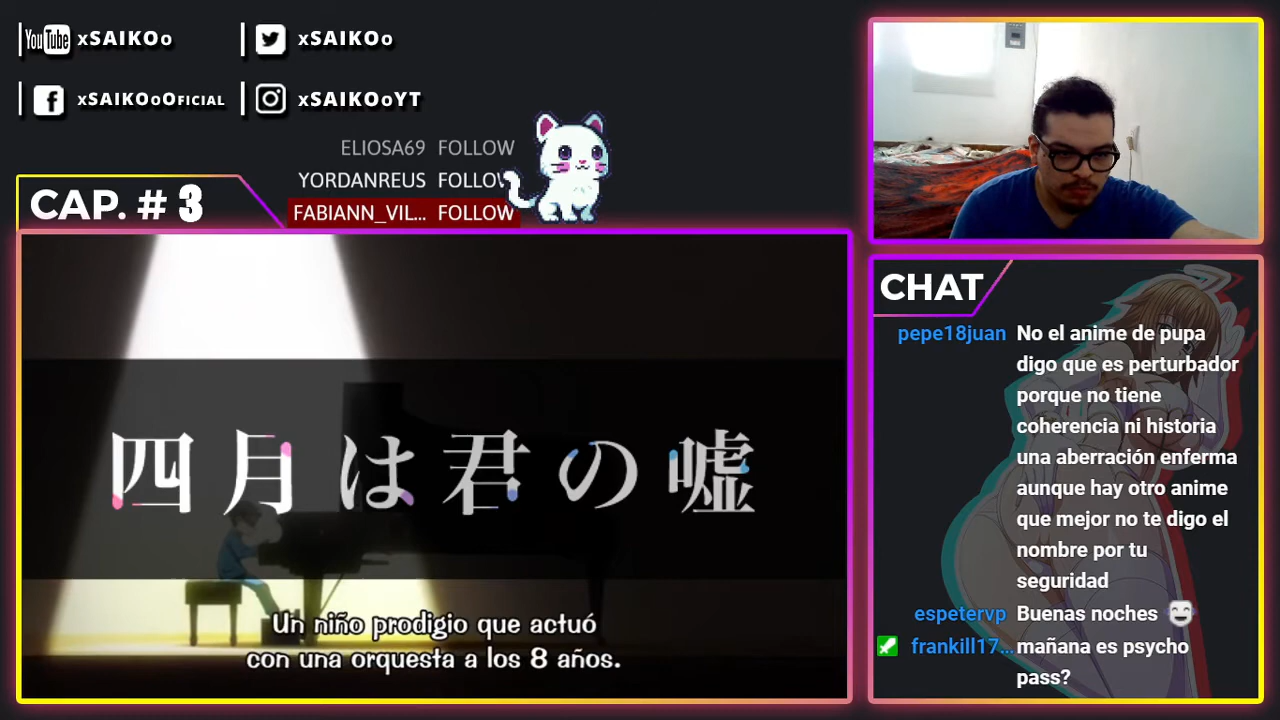 YouTube xSAIKOo
xSAIKOo
xSAIKOoOficial
xSAIKOoYT
ELIOSA69 FOLLOW
YORDANREUS FOLLOW
FABIANN_VIL... FOLLOW
CAP. # 3
四月は君の嘘
Un niño prodigio que actuó
con una orquesta a los 8 años.
CHAT
pepe18juan No el anime de pupa
digo que es perturbador
porque no tiene
coherencia ni historia
una aberración enferma
aunque hay otro anime
que mejor no te digo el
nombre por tu
seguridad
espetervp Buenas noches
frankill17... mañana es psycho
pass?